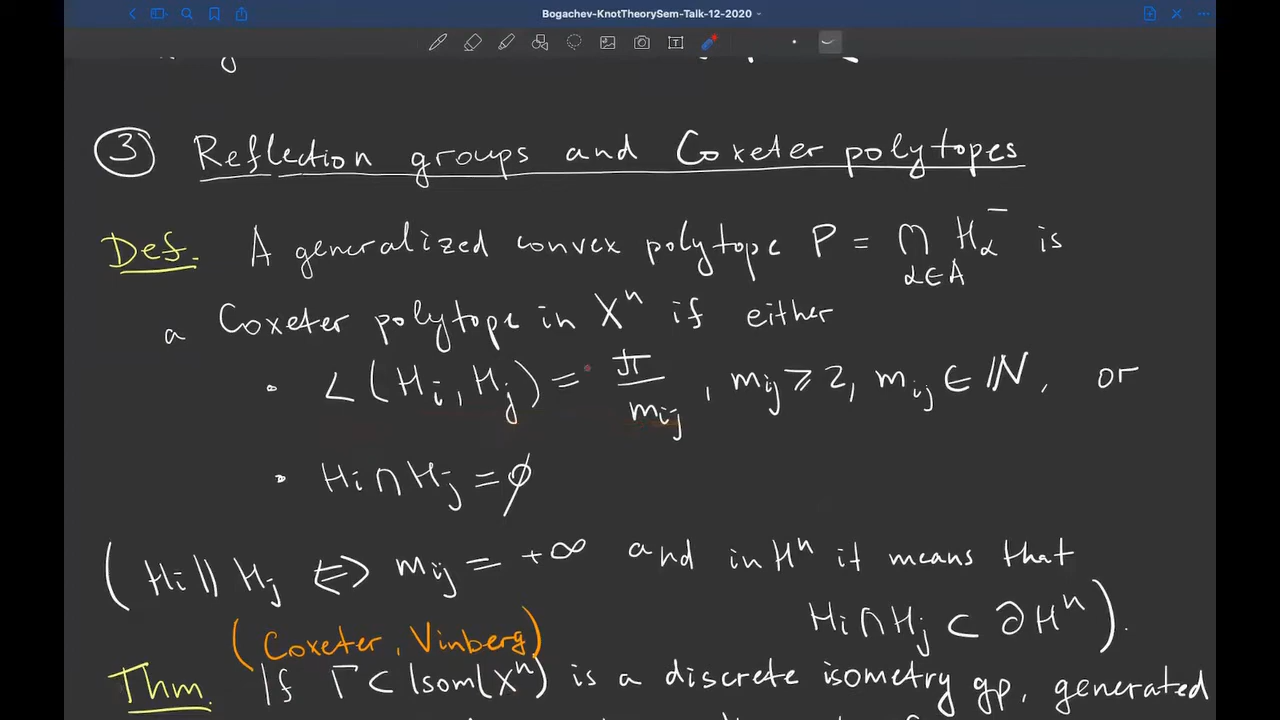 Bogachev-KnotTheorySem-Talk-12-2020
③ Reflection groups and Coxeter polytopes
Def. A generalized convex polytope P = ∩ H_α^- is
α∈A
a Coxeter polytope in X^n if either
• ∠(H_i, H_j) = π/m_ij, m_ij ⩾ 2, m_ij ∈ ℕ, or
• H_i ∩ H_j = ∅
(H_i || H_j ⇔ m_ij = +∞ and in H^n it means that
H_i ∩ H_j ⊂ ∂H^n).
(Coxeter, Vinberg)
Thm. If Γ < Isom(X^n) is a discrete isometry gp, generated